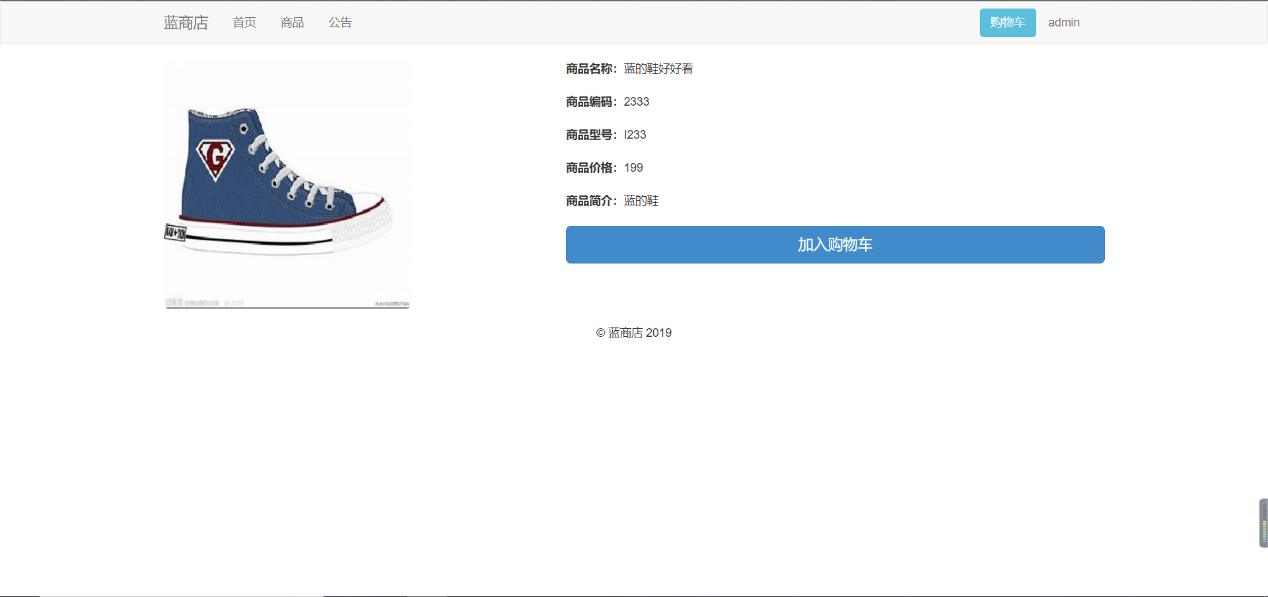 蓝商店 首页 商品 公告 购物车 admin
商品名称：蓝的鞋好好看
商品编码：2333
商品型号：l233
商品价格：199
商品简介：蓝的鞋
G
加入购物车
© 蓝商店 2019